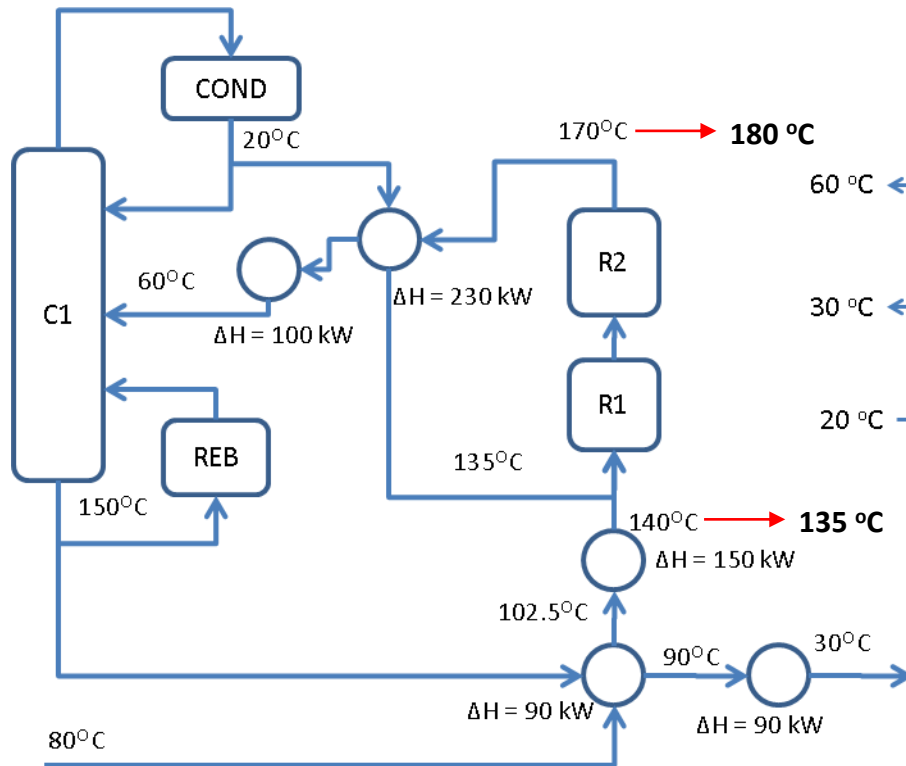 COND
20°C
170°C
180 °C
60 °C
R2
60°C
C1
ΔH = 230 kW
30 °C
ΔH = 100 kW
R1
20 °C
REB
135°C
150°C
140°C
135 °C
ΔH = 150 kW
102.5°C
90°C
30°C
ΔH = 90 kW
ΔH = 90 kW
80°C